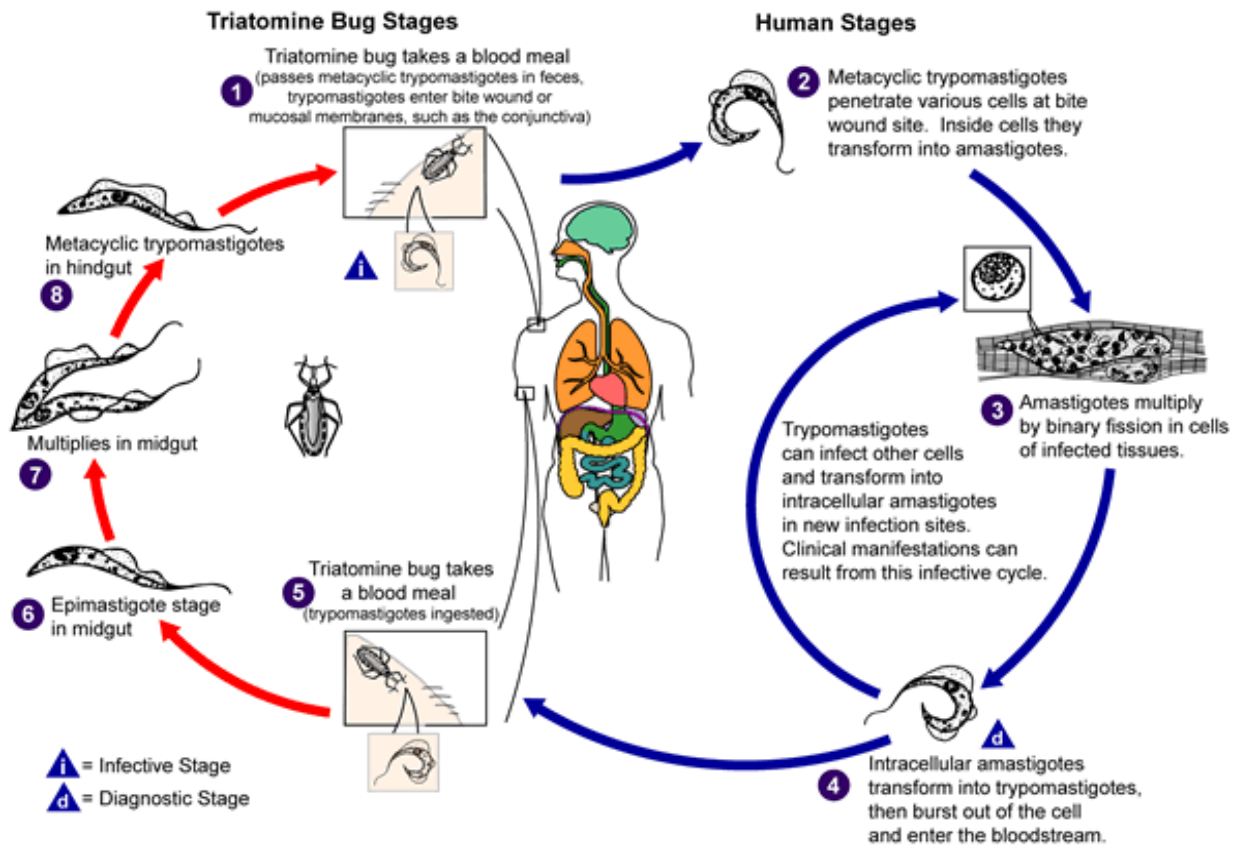 Triatomine Bug Stages
Human Stages
1
Triatomine bug takes a blood meal
(passes metacyclic trypomastigotes in feces,
trypomastigotes enter bite wound or
mucosal membranes, such as the conjunctiva)
i
2
Metacyclic trypomastigotes
penetrate various cells at bite
wound site. Inside cells they
transform into amastigotes.
3
Amastigotes multiply
by binary fission in cells
of infected tissues.
Trypomastigotes
can infect other cells
and transform into
intracellular amastigotes
in new infection sites.
Clinical manifestations can
result from this infective cycle.
d
4
Intracellular amastigotes
transform into trypomastigotes,
then burst out of the cell
and enter the bloodstream.
5
Triatomine bug takes
a blood meal
(trypomastigotes ingested)
6
Epimastigote stage
in midgut
Multiplies in midgut
7
Metacyclic trypomastigotes
in hindgut
8
i = Infective Stage
d = Diagnostic Stage